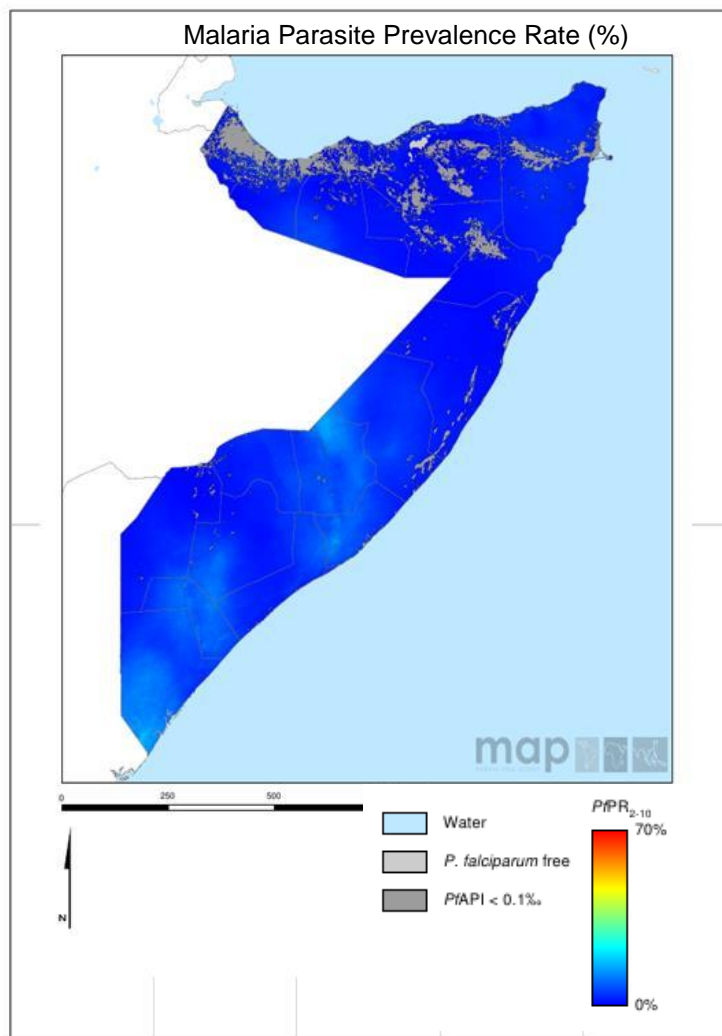 Malaria Parasite Prevalence Rate (%)
map
0 250 500
N
Water
P. falciparum free
PfAPI < 0.1‰
PfPR2-10
70%
0%